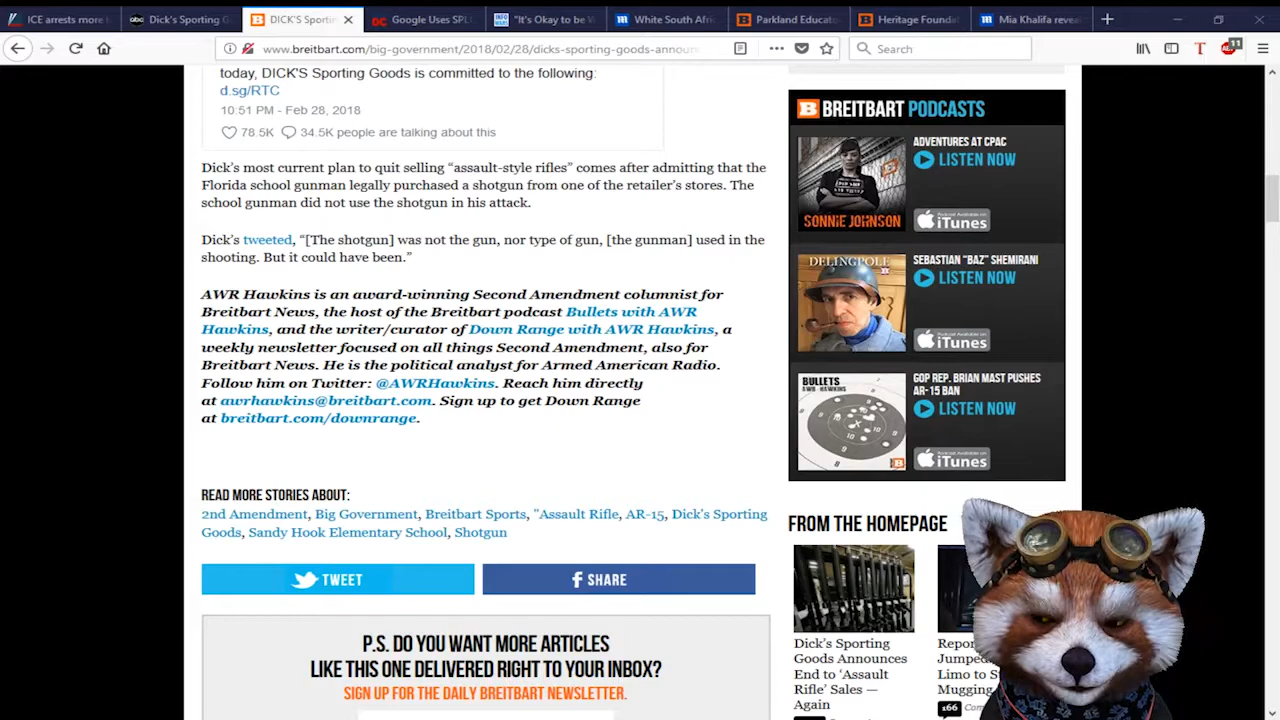 ICE arrests more t
Dick's Sporting G
DICK'S Sportin
Google Uses SPL
"It's Okay to be W
White South Afri
Parkland Educato
Heritage Founda
Mia Khalifa revea
www.breitbart.com/big-government/2018/02/28/dicks-sporting-goods-announ
Search
11
today, DICK'S Sporting Goods is committed to the following:
d.sg/RTC
10:51 PM - Feb 28, 2018
78.5K 34.5K people are talking about this
Dick's most current plan to quit selling "assault-style rifles" comes after admitting that the
Florida school gunman legally purchased a shotgun from one of the retailer's stores. The
school gunman did not use the shotgun in his attack.
Dick's tweeted, "[The shotgun] was not the gun, nor type of gun, [the gunman] used in the
shooting. But it could have been."
AWR Hawkins is an award-winning Second Amendment columnist for
Breitbart News, the host of the Breitbart podcast Bullets with AWR
Hawkins, and the writer/curator of Down Range with AWR Hawkins, a
weekly newsletter focused on all things Second Amendment, also for
Breitbart News. He is the political analyst for Armed American Radio.
Follow him on Twitter: @AWRHawkins. Reach him directly
at awrhawkins@breitbart.com. Sign up to get Down Range
at breitbart.com/downrange.
READ MORE STORIES ABOUT:
2nd Amendment, Big Government, Breitbart Sports, "Assault Rifle, AR-15, Dick's Sporting
Goods, Sandy Hook Elementary School, Shotgun
TWEET
SHARE
P.S. DO YOU WANT MORE ARTICLES
LIKE THIS ONE DELIVERED RIGHT TO YOUR INBOX?
SIGN UP FOR THE DAILY BREITBART NEWSLETTER.
BREITBART PODCASTS
SONNIE JOHNSON
ADVENTURES AT CPAC
LISTEN NOW
iTunes
DELINGPOLE
SEBASTIAN "BAZ" SHEMIRANI
LISTEN NOW
iTunes
BULLETS
AWR HAWKINS
GOP REP. BRIAN MAST PUSHES
AR-15 BAN
LISTEN NOW
iTunes
FROM THE HOMEPAGE
Dick's Sporting
Goods Announces
End to 'Assault
Rifle' Sales —
Again
Repor
Jumped
Limo to S
Mugging
166 Com